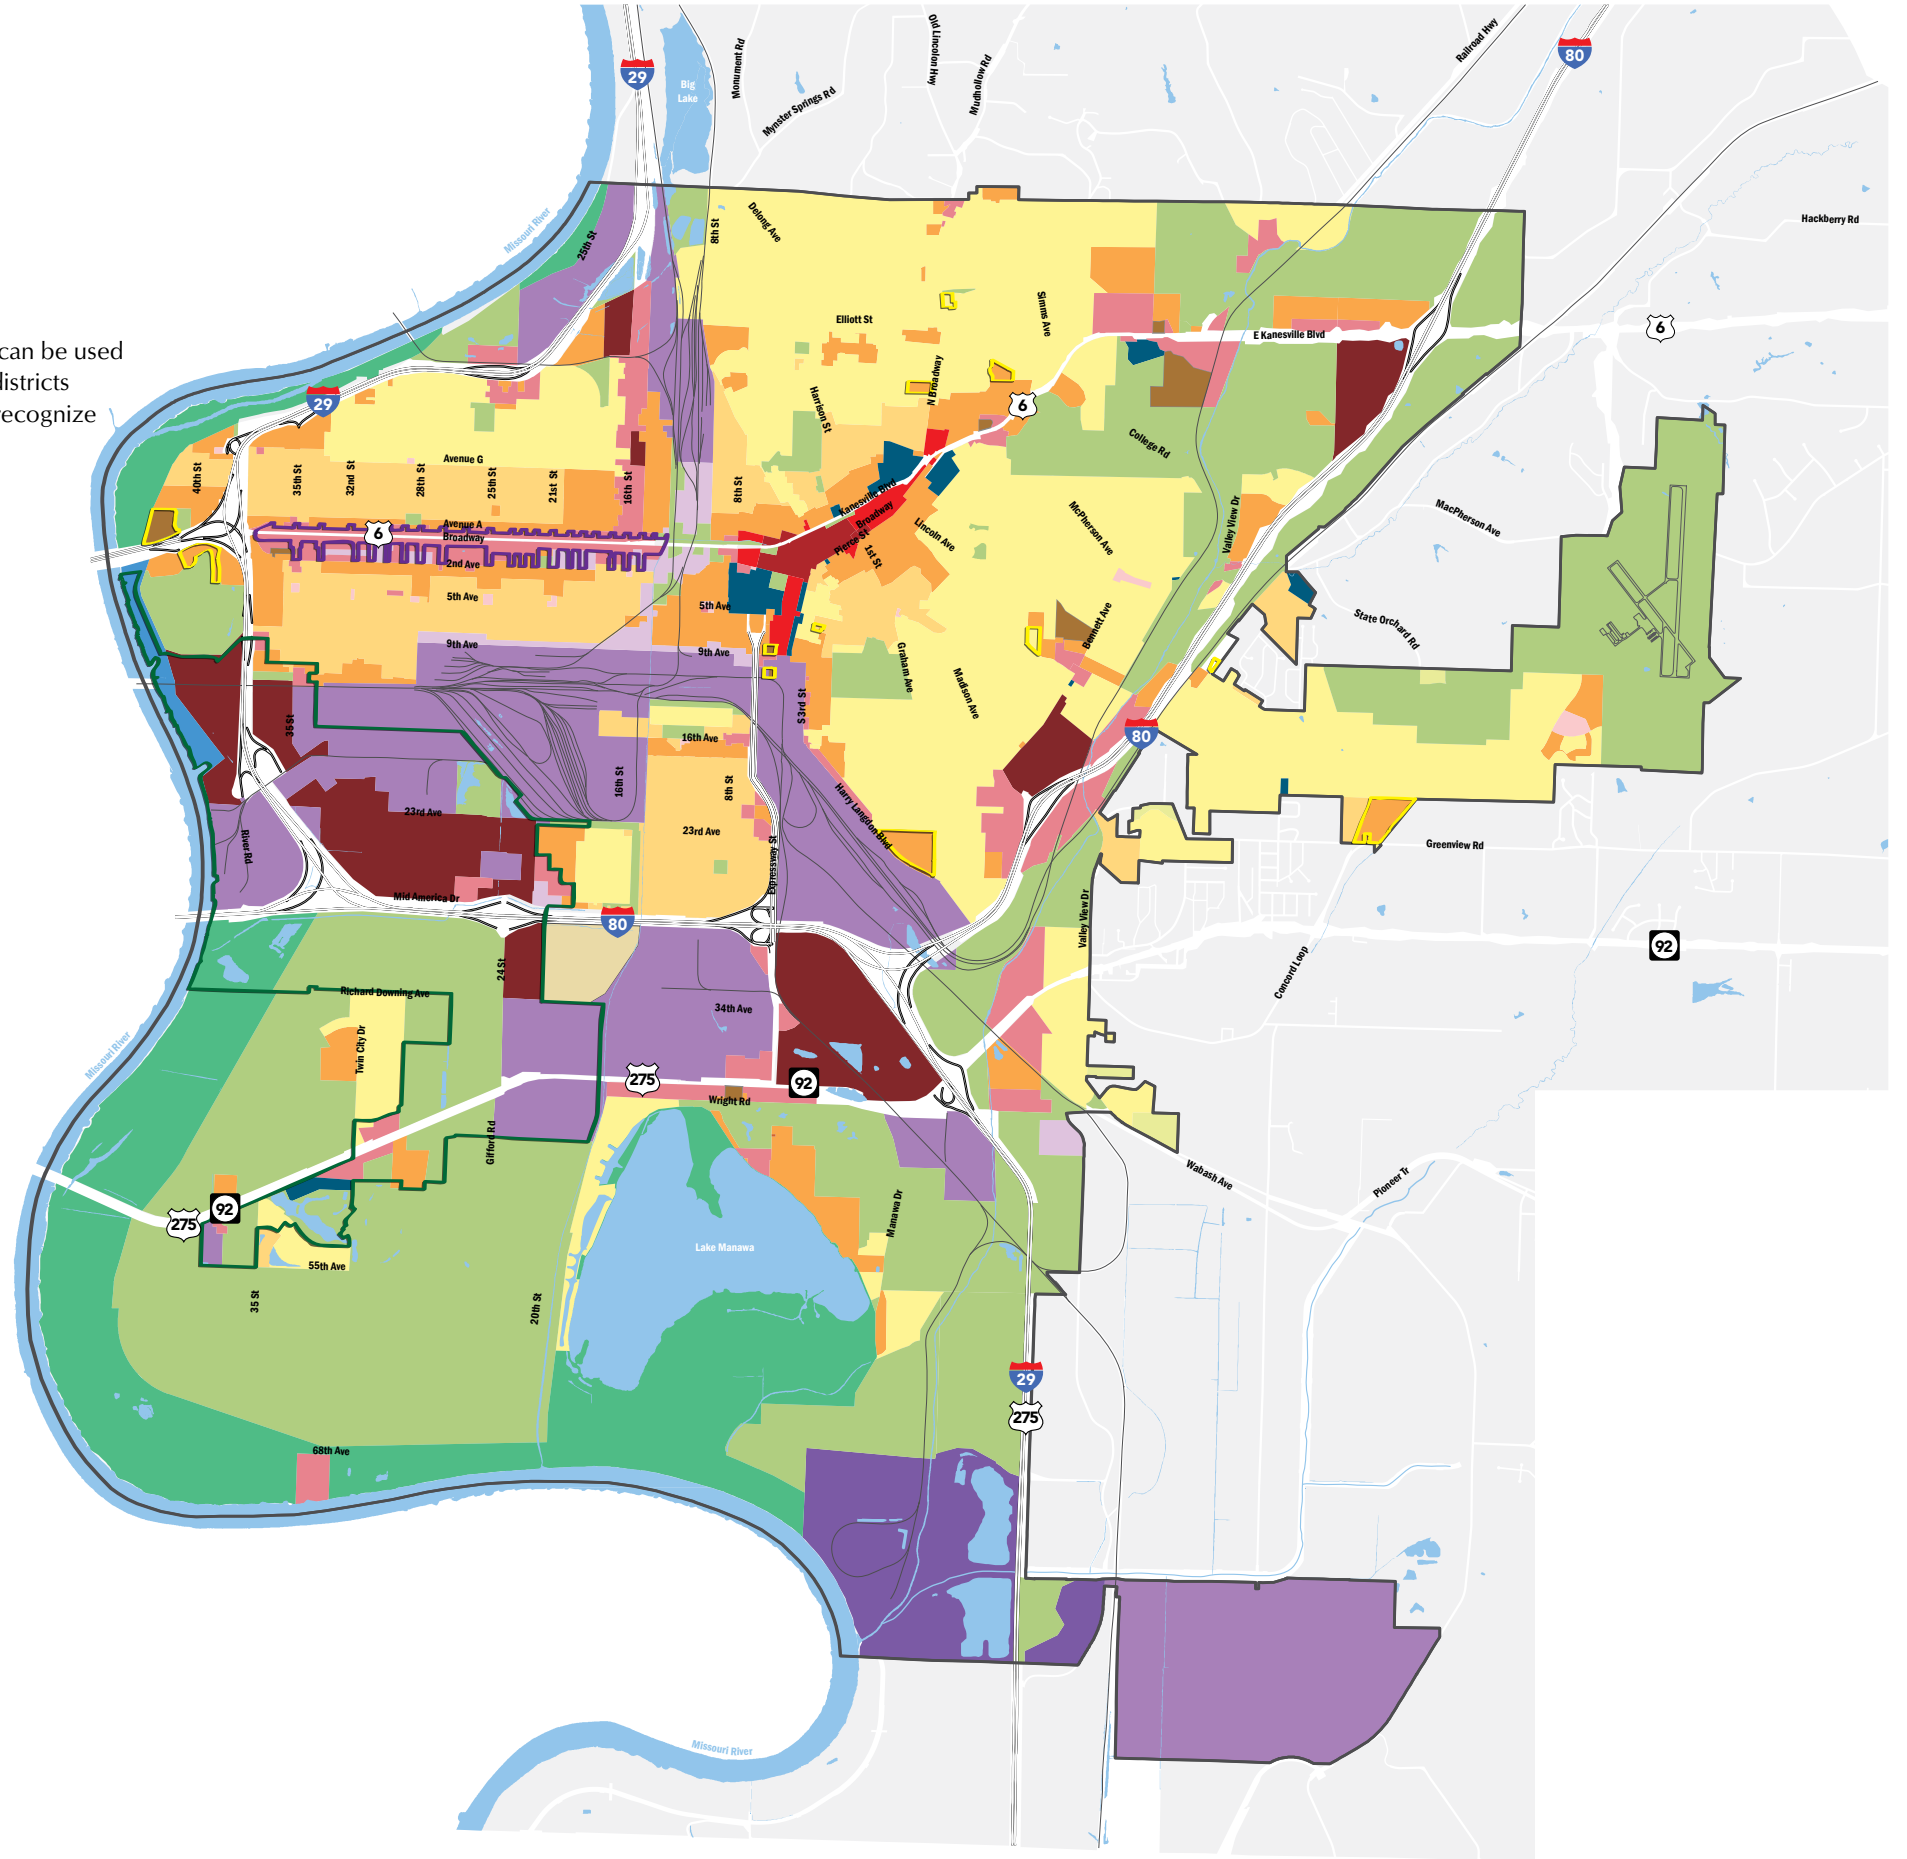 can be used
districts
recognize
29
Big
Lake
Monument Rd
Mynster Springs Rd
Old Lincoln Hwy
Mudhollow Rd
Railroad Hwy
80
Hackberry Rd
Missouri River
25th St
8th St
Delong Ave
Simms Ave
Elliott St
E Kanesville Blvd
6
29
N Broadway
Harrison St
6
College Rd
40th St
35th St
32nd St
28th St
25th St
21st St
16th St
8th St
Avenue G
Kanesville Blvd
Broadway
Pierce St
1st St
Lincoln Ave
McPherson Ave
Valley View Dr
MacPherson Ave
Avenue A
6
Broadway
2nd Ave
5th Ave
5th Ave
State Orchard Rd
Bennett Ave
9th Ave
9th Ave
Graham Ave
Madison Ave
S 3rd St
35 St
16th Ave
80
16th St
8th St
Harry Langdon Blvd
23rd Ave
23rd Ave
River Rd
Expressway St
Greenview Rd
Mid America Dr
80
Valley View Dr
92
24 St
Concord Loop
Richard Downing Ave
34th Ave
Twin City Dr
Missouri River
275
92
Wright Rd
Gifford Rd
Wabash Ave
Pioneer Tr
92
275
Manawa Dr
Lake Manawa
55th Ave
35 St
20th St
29
275
68th Ave
Missouri River